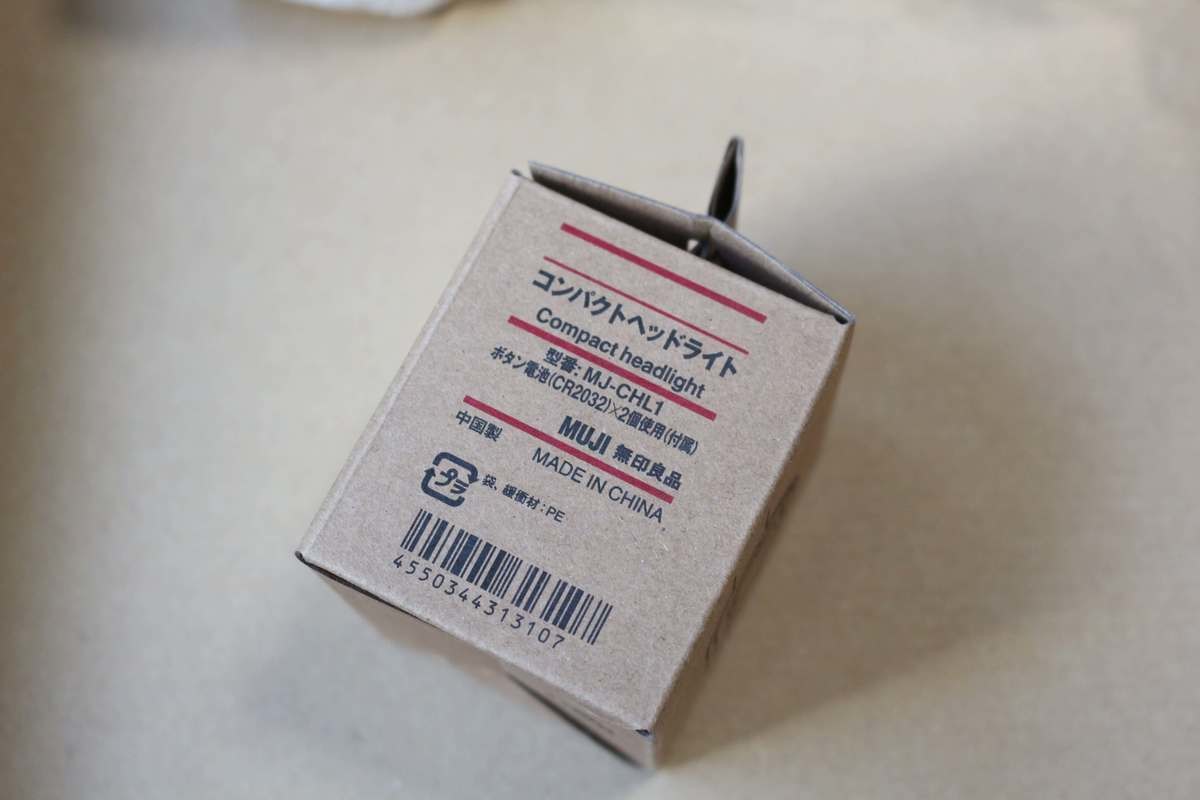 コンパクトヘッドライト
Compact headlight
型番: MJ-CHL1
ボタン電池(CR2032)×2個使用(付属)
MUJI 無印良品
中国製 MADE IN CHINA
プラ 袋、緩衝材:PE
4550344313107